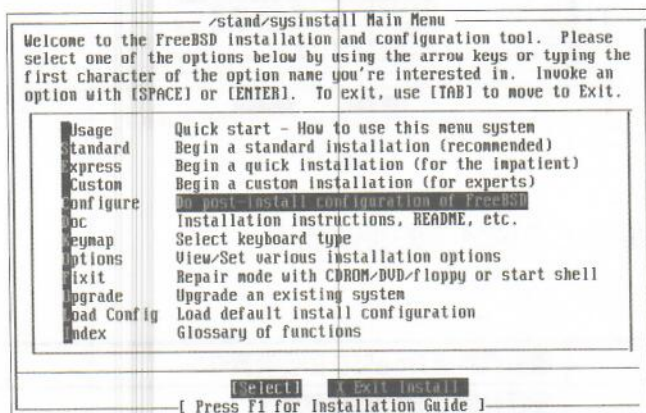 /stand/sysinstall Main Menu
Welcome to the FreeBSD installation and configuration tool.  Please
select one of the options below by using the arrow keys or typing the
first character of the option name you're interested in.  Invoke an
option with [SPACE] or [ENTER].  To exit, use [TAB] to move to Exit.
Usage Quick start - How to use this menu system
Standard Begin a standard installation (recommended)
Express Begin a quick installation (for the impatient)
Custom Begin a custom installation (for experts)
Configure Do post-install configuration of FreeBSD
Doc Installation instructions, README, etc.
Keymap Select keyboard type
Options View/Set various installation options
Fixit Repair mode with CDROM/DVD/floppy or start shell
Upgrade Upgrade an existing system
Load Config Load default install configuration
Index Glossary of functions
[Select] X Exit Install
[ Press F1 for Installation Guide ]